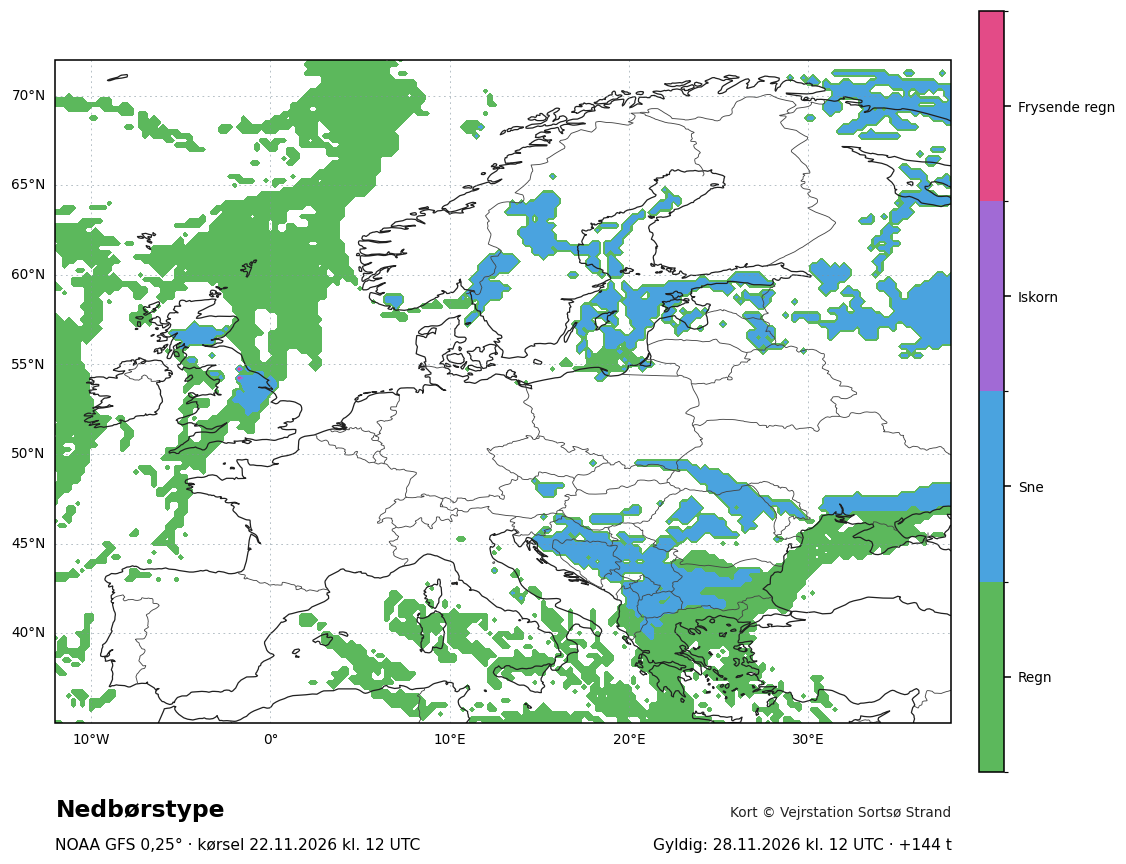 70°N
65°N
60°N
55°N
50°N
45°N
40°N
10°W
0°
10°E
20°E
30°E
Frysende regn
Iskorn
Sne
Regn
Nedbørstype
Kort © Vejrstation Sortsø Strand
NOAA GFS 0,25° · kørsel 22.11.2026 kl. 12 UTC
Gyldig: 28.11.2026 kl. 12 UTC · +144 t